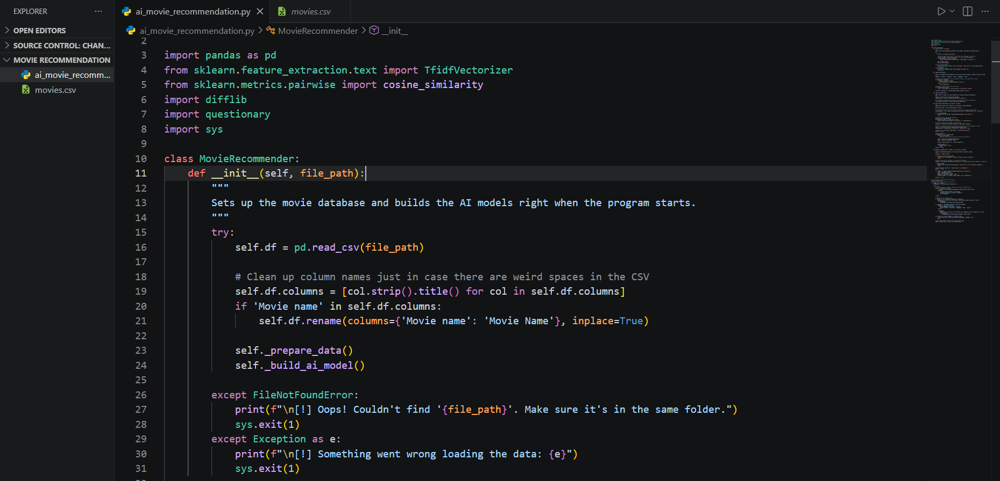 EXPLORER
···
ai_movie_recommendation.py
movies.csv
···
OPEN EDITORS
SOURCE CONTROL: CHAN...
MOVIE RECOMMENDATION
ai_movie_recomm...
movies.csv
ai_movie_recommendation.py > MovieRecommender > __init__
2
3 import pandas as pd
4 from sklearn.feature_extraction.text import TfidfVectorizer
5 from sklearn.metrics.pairwise import cosine_similarity
6 import difflib
7 import questionary
8 import sys
9
10 class MovieRecommender:
11     def __init__(self, file_path):
12         """
13         Sets up the movie database and builds the AI models right when the program starts.
14         """
15         try:
16             self.df = pd.read_csv(file_path)
17
18             # Clean up column names just in case there are weird spaces in the CSV
19             self.df.columns = [col.strip().title() for col in self.df.columns]
20             if 'Movie name' in self.df.columns:
21                 self.df.rename(columns={'Movie name': 'Movie Name'}, inplace=True)
22
23             self._prepare_data()
24             self._build_ai_model()
25
26         except FileNotFoundError:
27             print(f"\n[!] Oops! Couldn't find '{file_path}'. Make sure it's in the same folder.")
28             sys.exit(1)
29         except Exception as e:
30             print(f"\n[!] Something went wrong loading the data: {e}")
31             sys.exit(1)